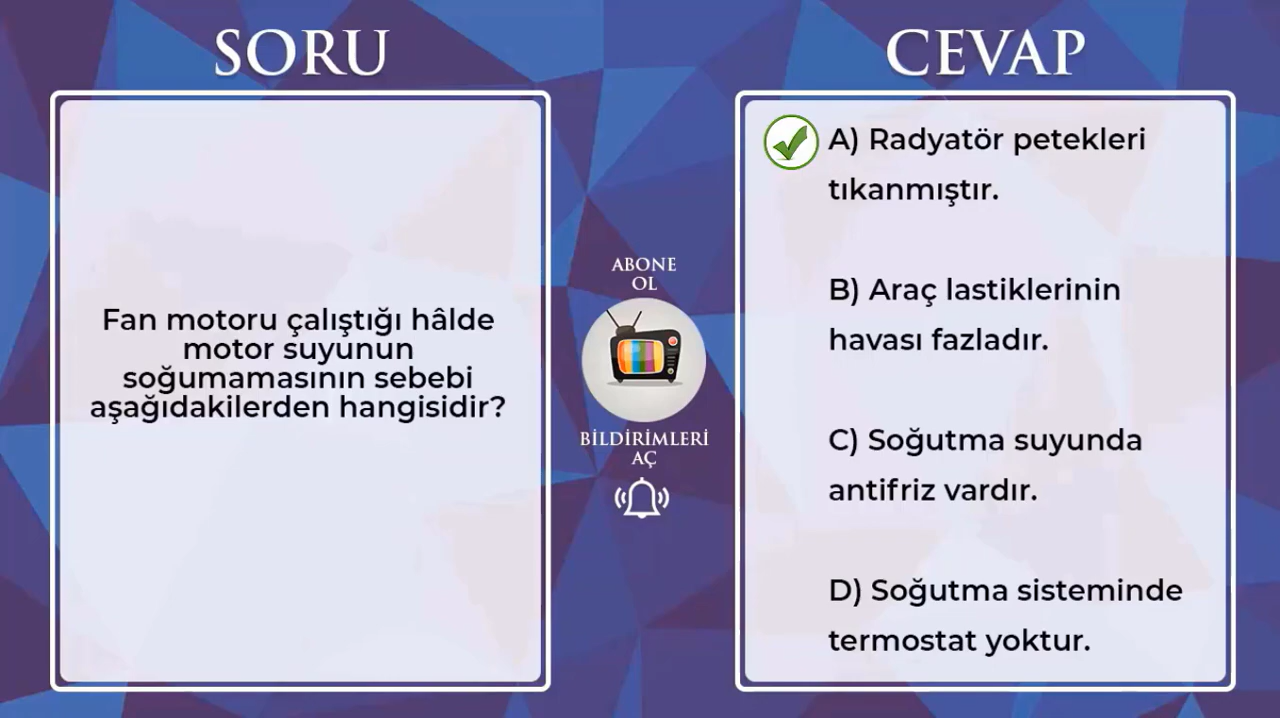 SORU
Fan motoru çalıştığı hâlde
motor suyunun
soğumamasının sebebi
aşağıdakilerden hangisidir?
ABONE
OL
BİLDİRİMLERİ
AÇ
CEVAP
A) Radyatör petekleri
tıkanmıştır.
B) Araç lastiklerinin
havası fazladır.
C) Soğutma suyunda
antifriz vardır.
D) Soğutma sisteminde
termostat yoktur.